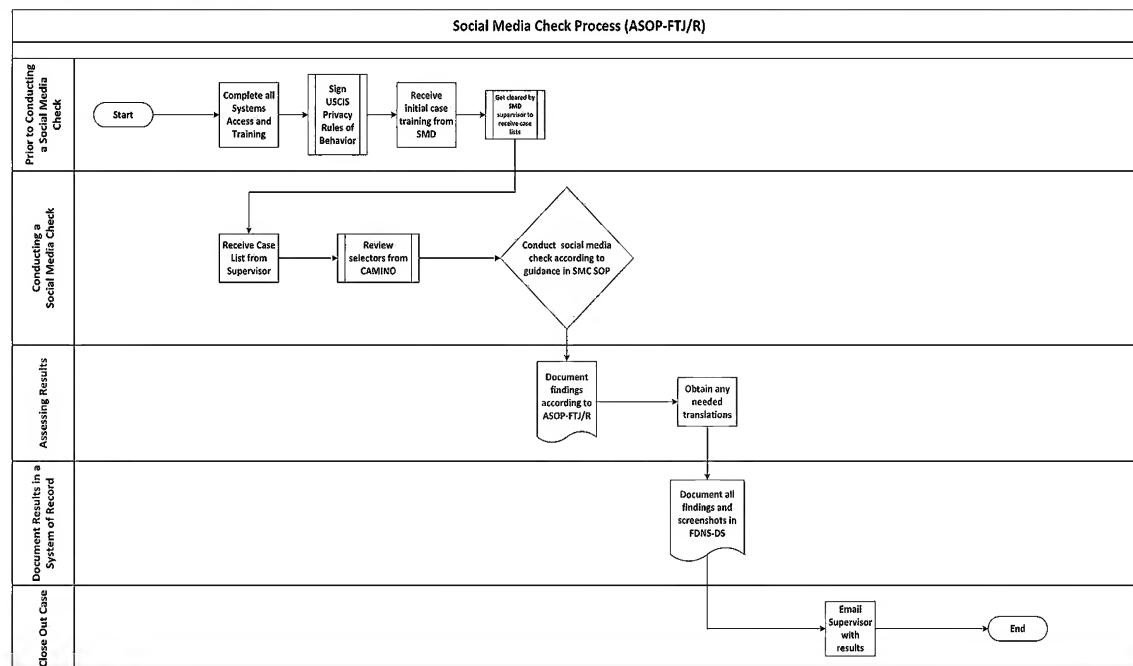 Social Media Check Process (ASOP-FTJ/R)
Prior to Conducting
a Social Media
Check
Start
Complete all
Systems
Access and
Training
Sign
USCIS
Privacy
Rules of
Behavior
Receive
initial case
training from
SMD
Get cleared by
SMD
supervisor to
receive case
lists
Conducting a
Social Media Check
Receive Case
List from
Supervisor
Review
selectors from
CAMINO
Conduct social media
check according to
guidance in SMC SOP
Assessing Results
Document
findings
according to
ASOP-FTJ/R
Obtain any
needed
translations
Document Results in a
System of Record
Document all
findings and
screenshots in
FDNS-DS
Close Out Case
Email
Supervisor
with
results
End